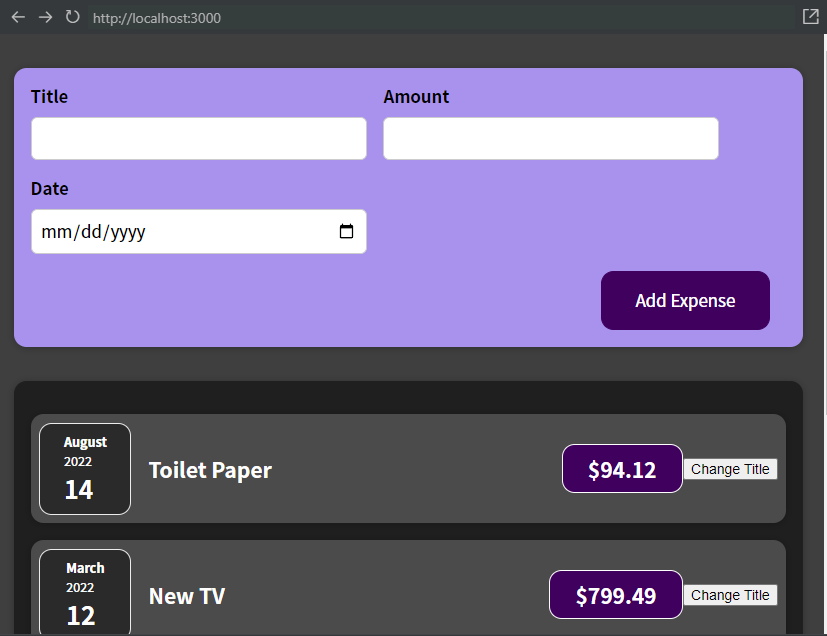 http://localhost:3000
Title
Amount
Date
mm/dd/yyyy
Add Expense
August
2022
14
Toilet Paper
$94.12
Change Title
March
2022
12
New TV
$799.49
Change Title